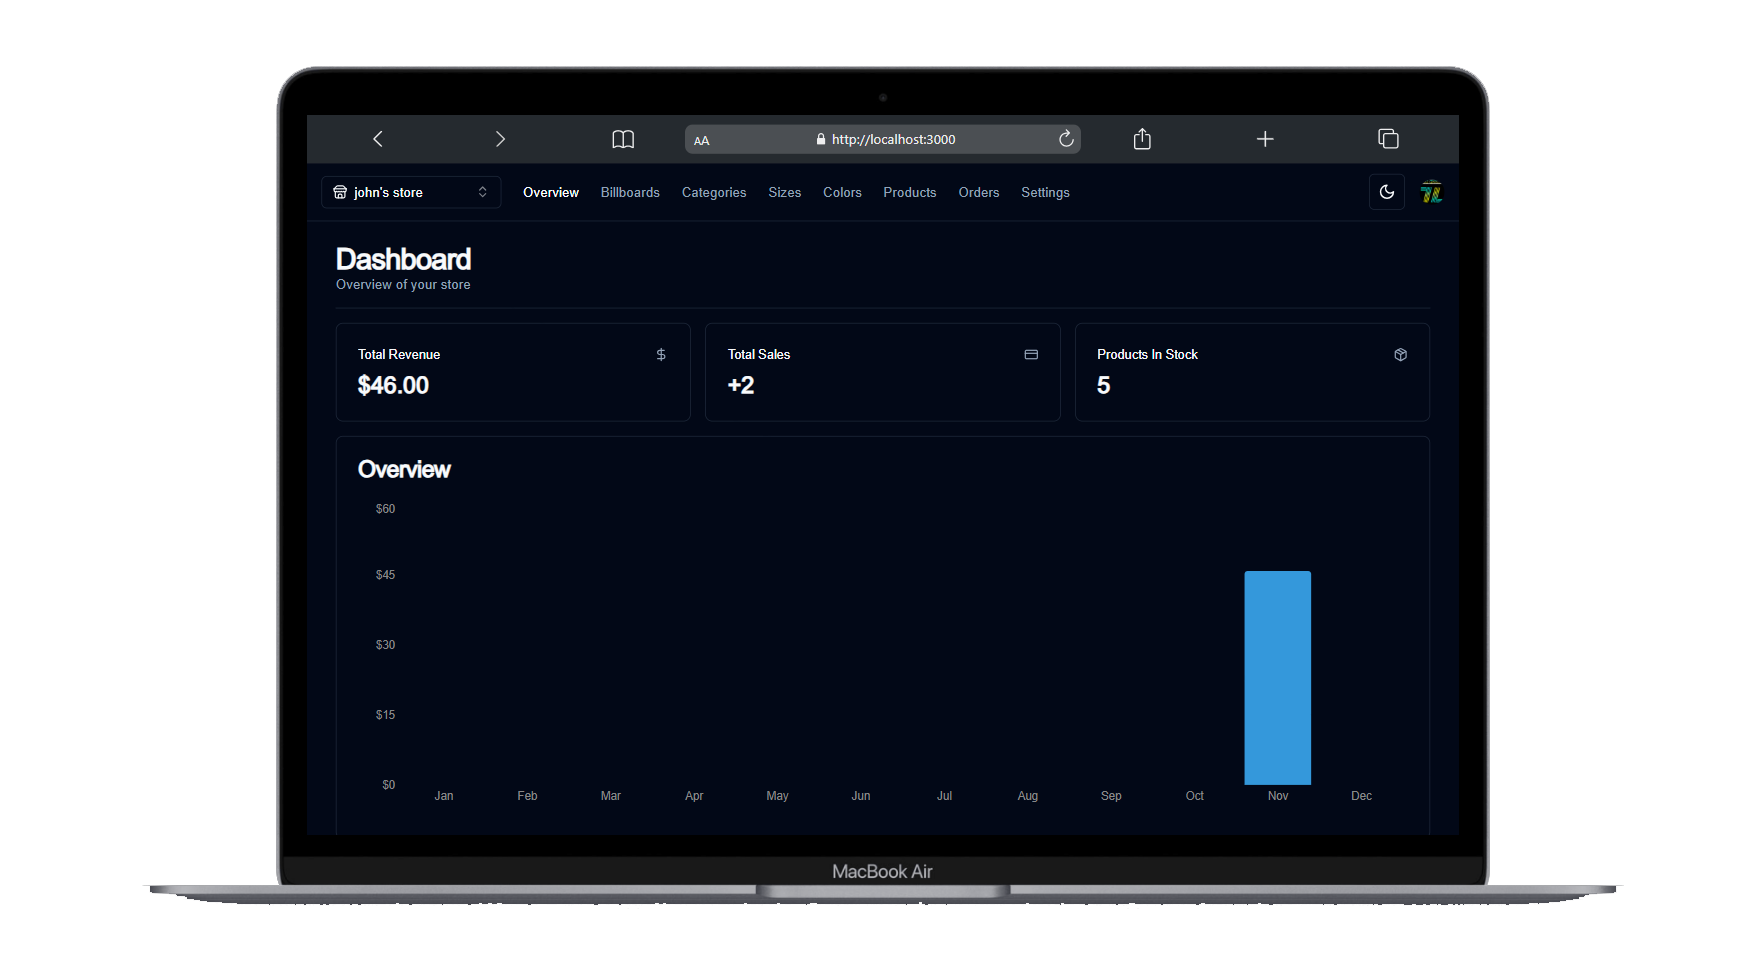 AA http://localhost:3000
john's store Overview Billboards Categories Sizes Colors Products Orders Settings
Dashboard
Overview of your store
Total Revenue $
$46.00
Total Sales
+2
Products In Stock
5
Overview
$60
$45
$30
$15
$0
Jan Feb Mar Apr May Jun Jul Aug Sep Oct Nov Dec
MacBook Air